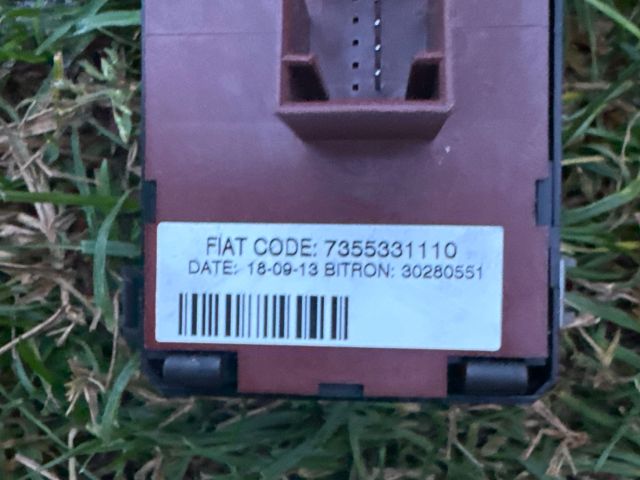 FIAT CODE: 7355331110
DATE: 18-09-13 BITRON: 30280551